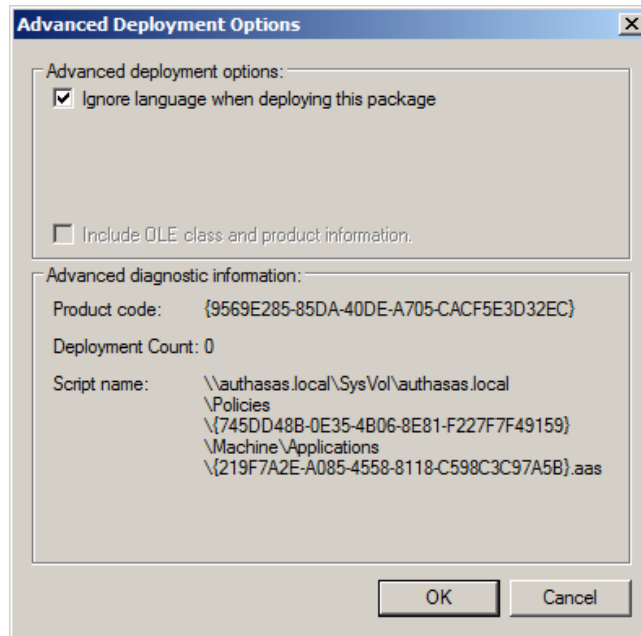 Advanced Deployment Options
Advanced deployment options:
Ignore language when deploying this package
Include OLE class and product information.
Advanced diagnostic information:
Product code: {9569E285-85DA-40DE-A705-CACF5E3D32EC}
Deployment Count: 0
Script name: \\authasas.local\SysVol\authasas.local
\Policies
\{745DD48B-0E35-4B06-8E81-F227F7F49159}
\Machine\Applications
\{219F7A2E-A085-4558-8118-C598C3C97A5B}.aas
OK Cancel